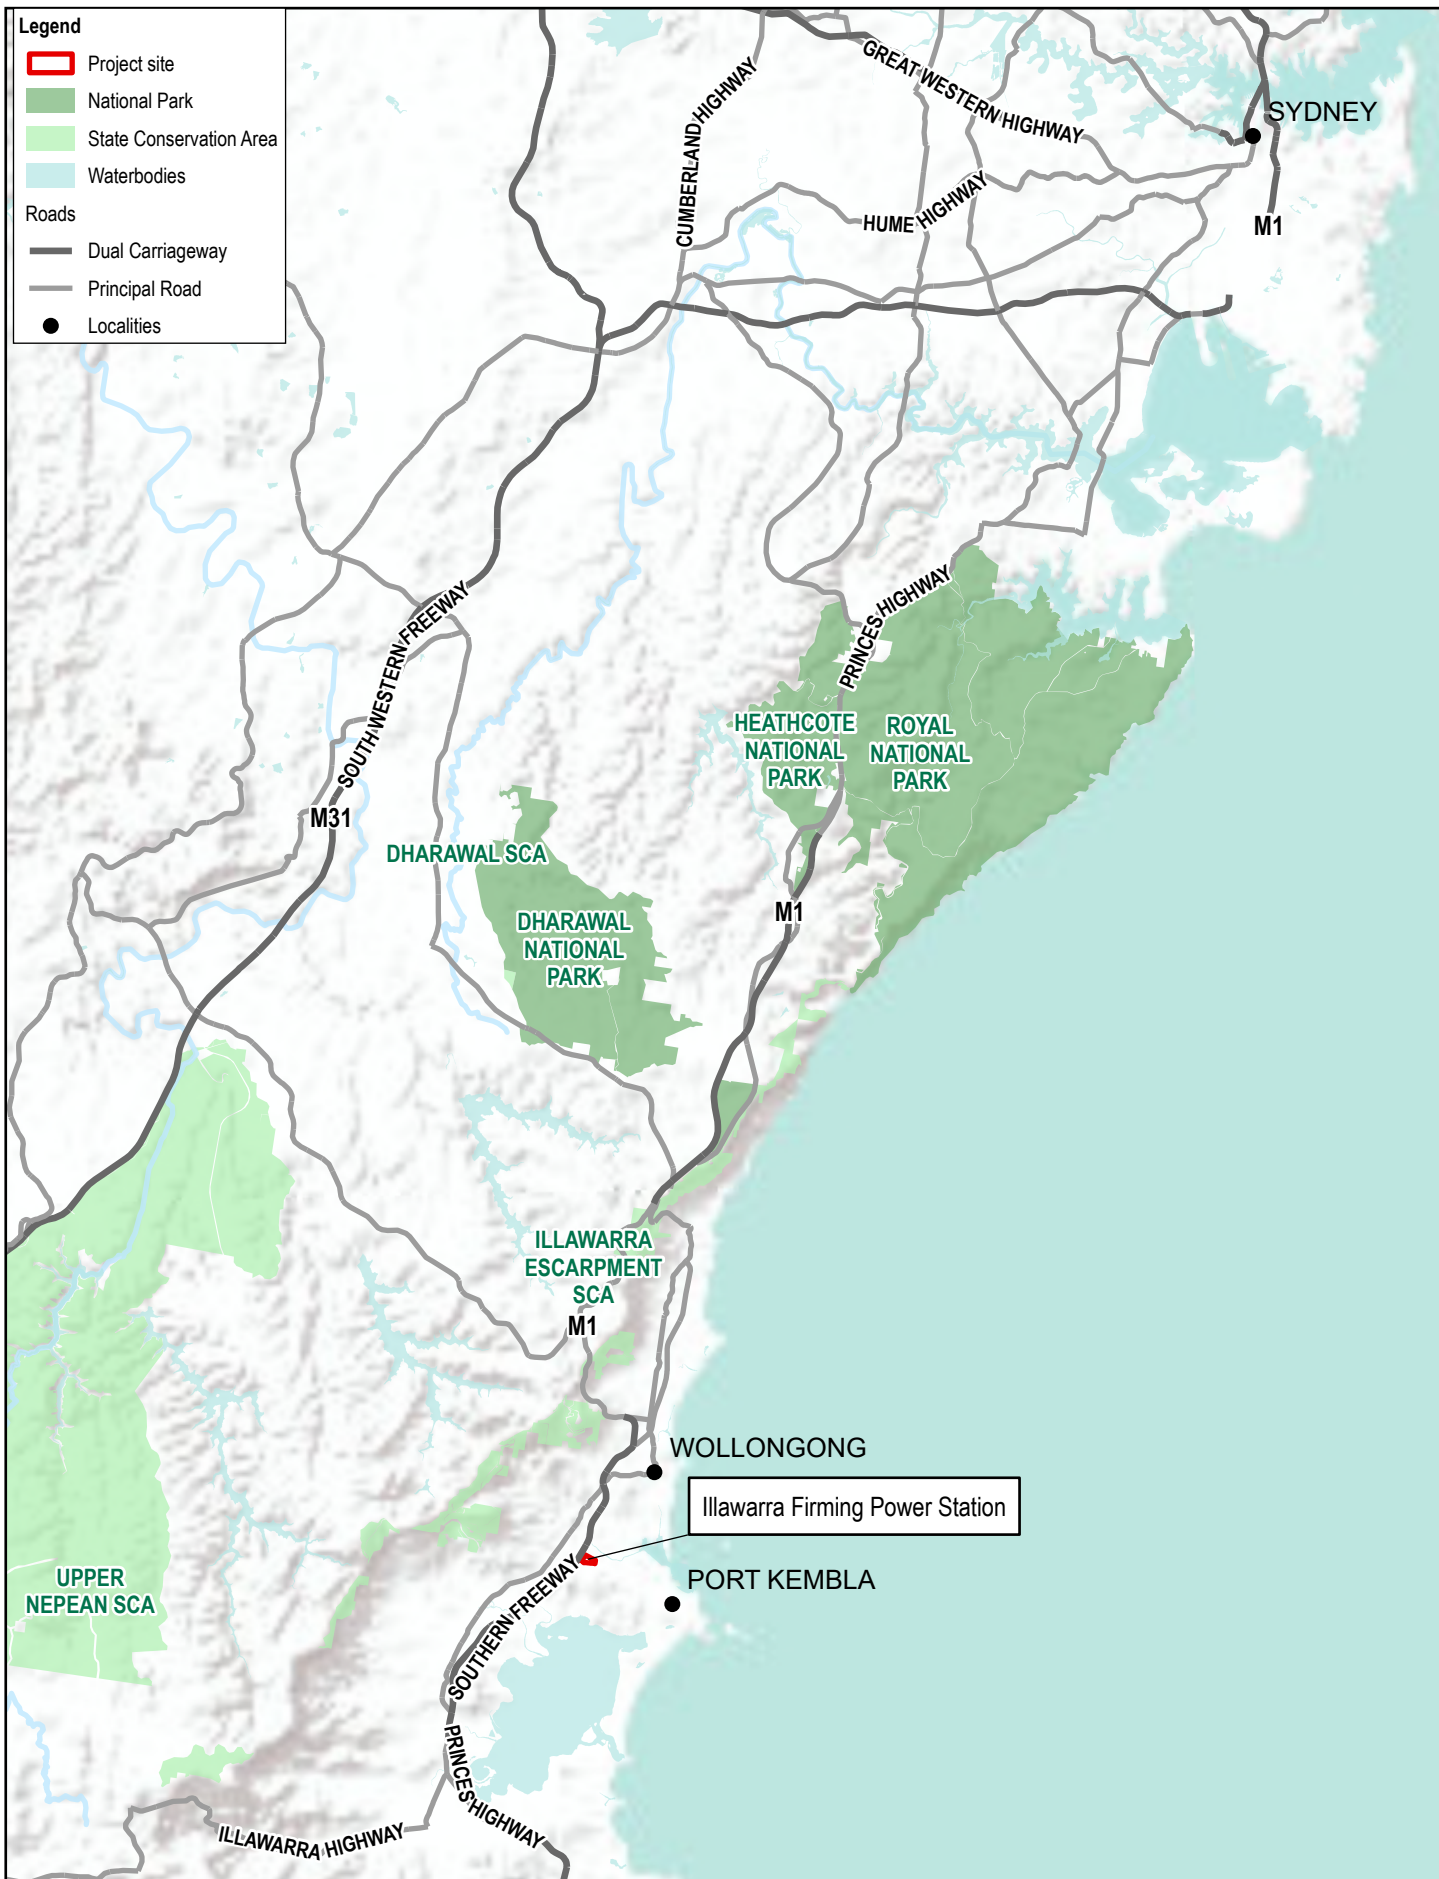 Legend
Project site
National Park
State Conservation Area
Waterbodies
Roads
Dual Carriageway
Principal Road
Localities
GREAT WESTERN HIGHWAY
CUMBERLAND HIGHWAY
SYDNEY
HUME HIGHWAY
M1
PRINCES HIGHWAY
SOUTH WESTERN FREEWAY
HEATHCOTE
NATIONAL
PARK
ROYAL
NATIONAL
PARK
M31
DHARAWAL SCA
DHARAWAL
NATIONAL
PARK
M1
ILLAWARRA
ESCARPMENT
SCA
M1
WOLLONGONG
Illawarra Firming Power Station
PORT KEMBLA
UPPER
NEPEAN SCA
SOUTHERN FREEWAY
PRINCES HIGHWAY
ILLAWARRA HIGHWAY